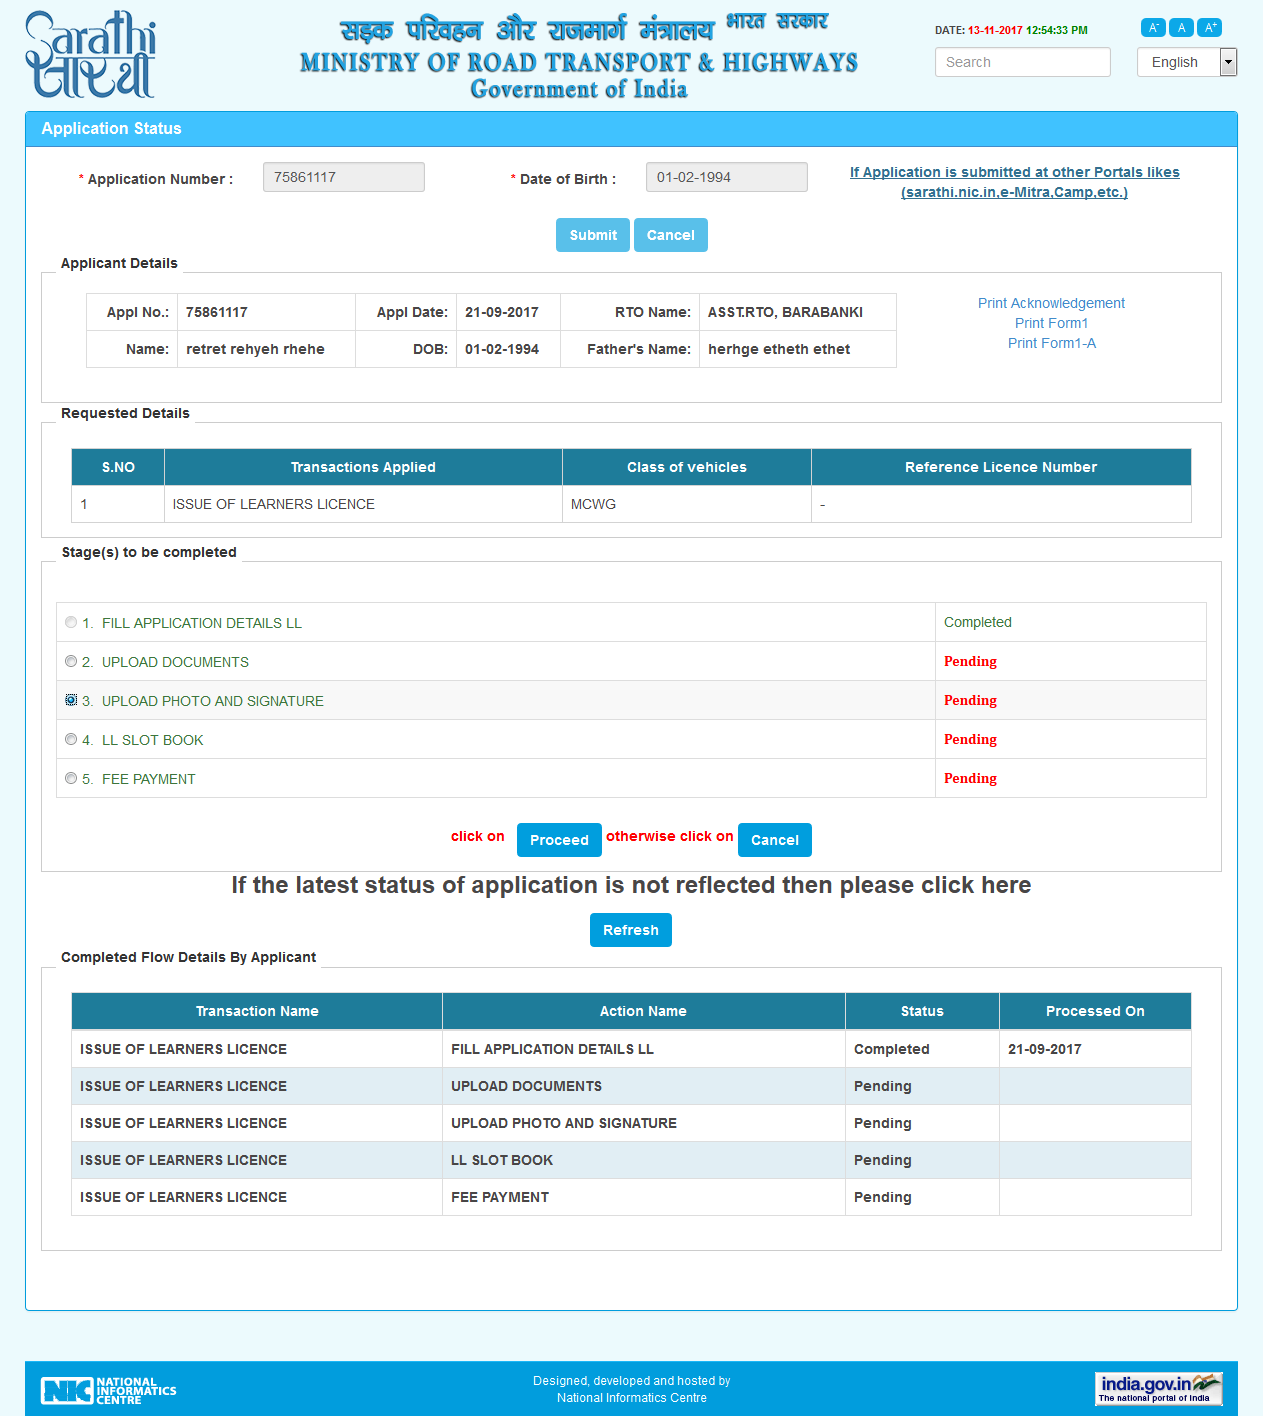 Sarathi
सारथी
सड़क परिवहन और राजमार्ग मंत्रालय भारत सरकार
MINISTRY OF ROAD TRANSPORT & HIGHWAYS
Government of India
DATE: 13-11-2017 12:54:33 PM
A- A A+
Search
English
Application Status
* Application Number : 75861117 * Date of Birth : 01-02-1994
If Application is submitted at other Portals likes
(sarathi.nic.in,e-Mitra,Camp,etc.)
Submit Cancel
Applicant Details
Appl No.: 75861117 Appl Date: 21-09-2017 RTO Name: ASST.RTO, BARABANKI
Name: retret rehyeh rhehe DOB: 01-02-1994 Father's Name: herhge etheth ethet
Print Acknowledgement
Print Form1
Print Form1-A
Requested Details
S.NO Transactions Applied Class of vehicles Reference Licence Number
1 ISSUE OF LEARNERS LICENCE MCWG -
Stage(s) to be completed
1. FILL APPLICATION DETAILS LL Completed
2. UPLOAD DOCUMENTS Pending
3. UPLOAD PHOTO AND SIGNATURE Pending
4. LL SLOT BOOK Pending
5. FEE PAYMENT Pending
click on Proceed otherwise click on Cancel
If the latest status of application is not reflected then please click here
Refresh
Completed Flow Details By Applicant
Transaction Name Action Name Status Processed On
ISSUE OF LEARNERS LICENCE FILL APPLICATION DETAILS LL Completed 21-09-2017
ISSUE OF LEARNERS LICENCE UPLOAD DOCUMENTS Pending
ISSUE OF LEARNERS LICENCE UPLOAD PHOTO AND SIGNATURE Pending
ISSUE OF LEARNERS LICENCE LL SLOT BOOK Pending
ISSUE OF LEARNERS LICENCE FEE PAYMENT Pending
NIC NATIONAL
INFORMATICS
CENTRE
Designed, developed and hosted by
National Informatics Centre
india.gov.in
The national portal of India